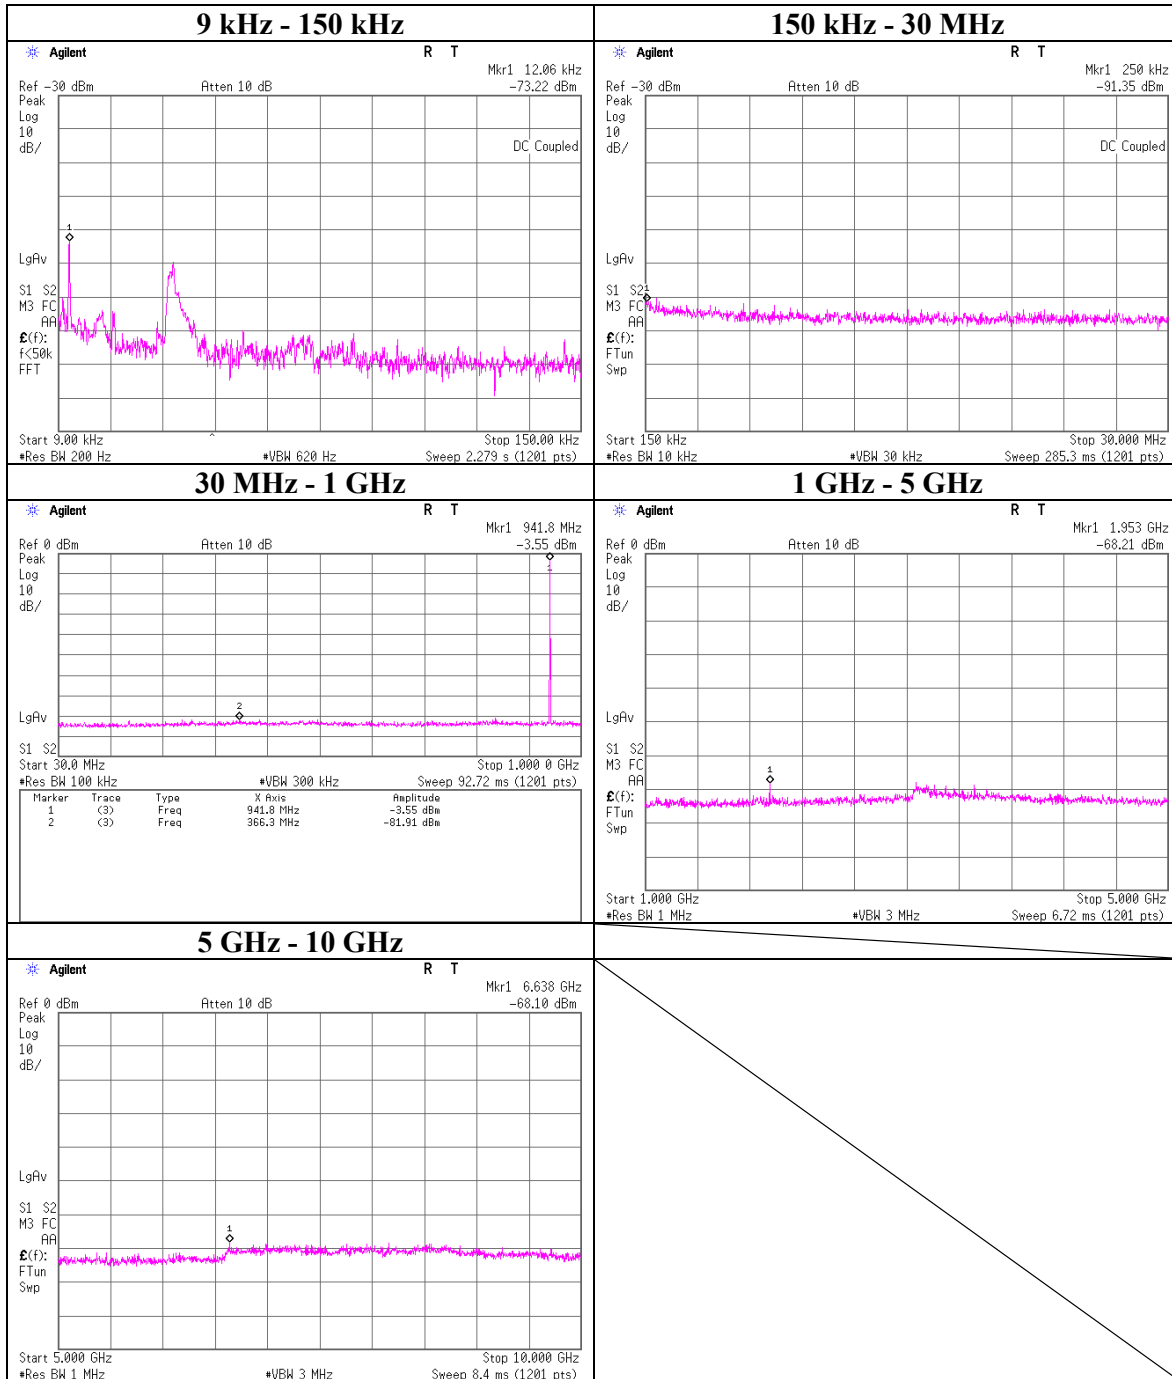 9 kHz - 150 kHz
Agilent R T
Mkr1 12.06 kHz
Ref -30 dBm Atten 10 dB -73.22 dBm
Peak
Log
10
dB/
DC Coupled
1
LgAv
S1 S2
M3 FC
AA
£(f):
f<50k
FFT
Start 9.00 kHz ^ Stop 150.00 kHz
#Res BW 200 Hz #VBW 620 Hz Sweep 2.279 s (1201 pts)
150 kHz - 30 MHz
Agilent R T
Mkr1 250 kHz
Ref -30 dBm Atten 10 dB -91.35 dBm
Peak
Log
10
dB/
DC Coupled
LgAv
1
S1 S2
M3 FC
AA
£(f):
FTun
Swp
Start 150 kHz Stop 30.000 MHz
#Res BW 10 kHz #VBW 30 kHz Sweep 285.3 ms (1201 pts)
30 MHz - 1 GHz
Agilent R T
Mkr1 941.8 MHz
Ref 0 dBm Atten 10 dB -3.55 dBm
Peak
Log
10
dB/
1
2
LgAv
S1 S2
Start 30.0 MHz Stop 1.000 0 GHz
#Res BW 100 kHz #VBW 300 kHz Sweep 92.72 ms (1201 pts)
Marker Trace Type X Axis Amplitude
1 (3) Freq 941.8 MHz -3.55 dBm
2 (3) Freq 366.3 MHz -81.91 dBm
1 GHz - 5 GHz
Agilent R T
Mkr1 1.953 GHz
Ref 0 dBm Atten 10 dB -68.21 dBm
Peak
Log
10
dB/
LgAv
1
S1 S2
M3 FC
AA
£(f):
FTun
Swp
Start 1.000 GHz Stop 5.000 GHz
#Res BW 1 MHz #VBW 3 MHz Sweep 6.72 ms (1201 pts)
5 GHz - 10 GHz
Agilent R T
Mkr1 6.638 GHz
Ref 0 dBm Atten 10 dB -68.10 dBm
Peak
Log
10
dB/
LgAv
1
S1 S2
M3 FC
AA
£(f):
FTun
Swp
Start 5.000 GHz Stop 10.000 GHz
#Res BW 1 MHz #VBW 3 MHz Sweep 8.4 ms (1201 pts)